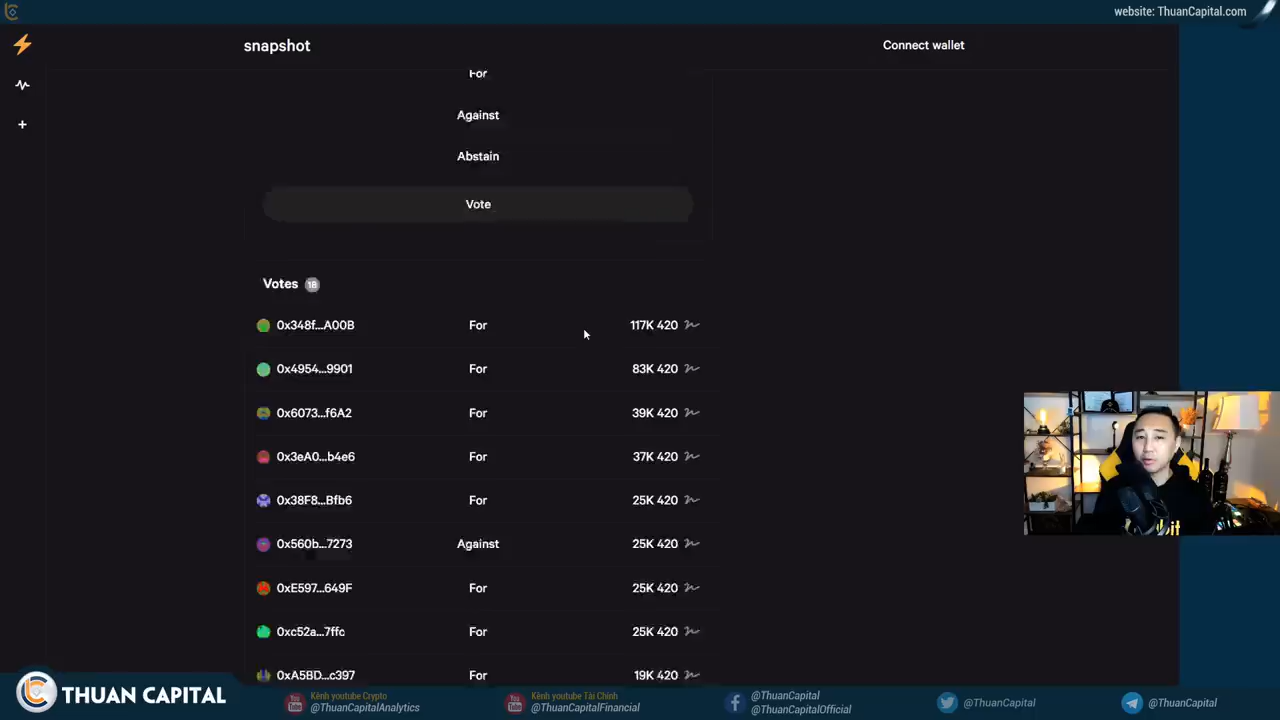 website: ThuanCapital.com
snapshot
Connect wallet
For
Against
Abstain
Vote
Votes 18
0x348f...A00B For 117K 420
0x4954...9901 For 83K 420
0x6073...f6A2 For 39K 420
0x3eA0...b4e6 For 37K 420
0x38F8...Bfb6 For 25K 420
0x560b...7273 Against 25K 420
0xE597...649F For 25K 420
0xc52a...7ffc For 25K 420
0xA5BD...c397 For 19K 420
THUAN CAPITAL
Kênh youtube Crypto
@ThuanCapitalAnalytics
Kênh youtube Tài Chính
@ThuanCapitalFinancial
@ThuanCapital
@ThuanCapitalOfficial
@ThuanCapital
@ThuanCapital